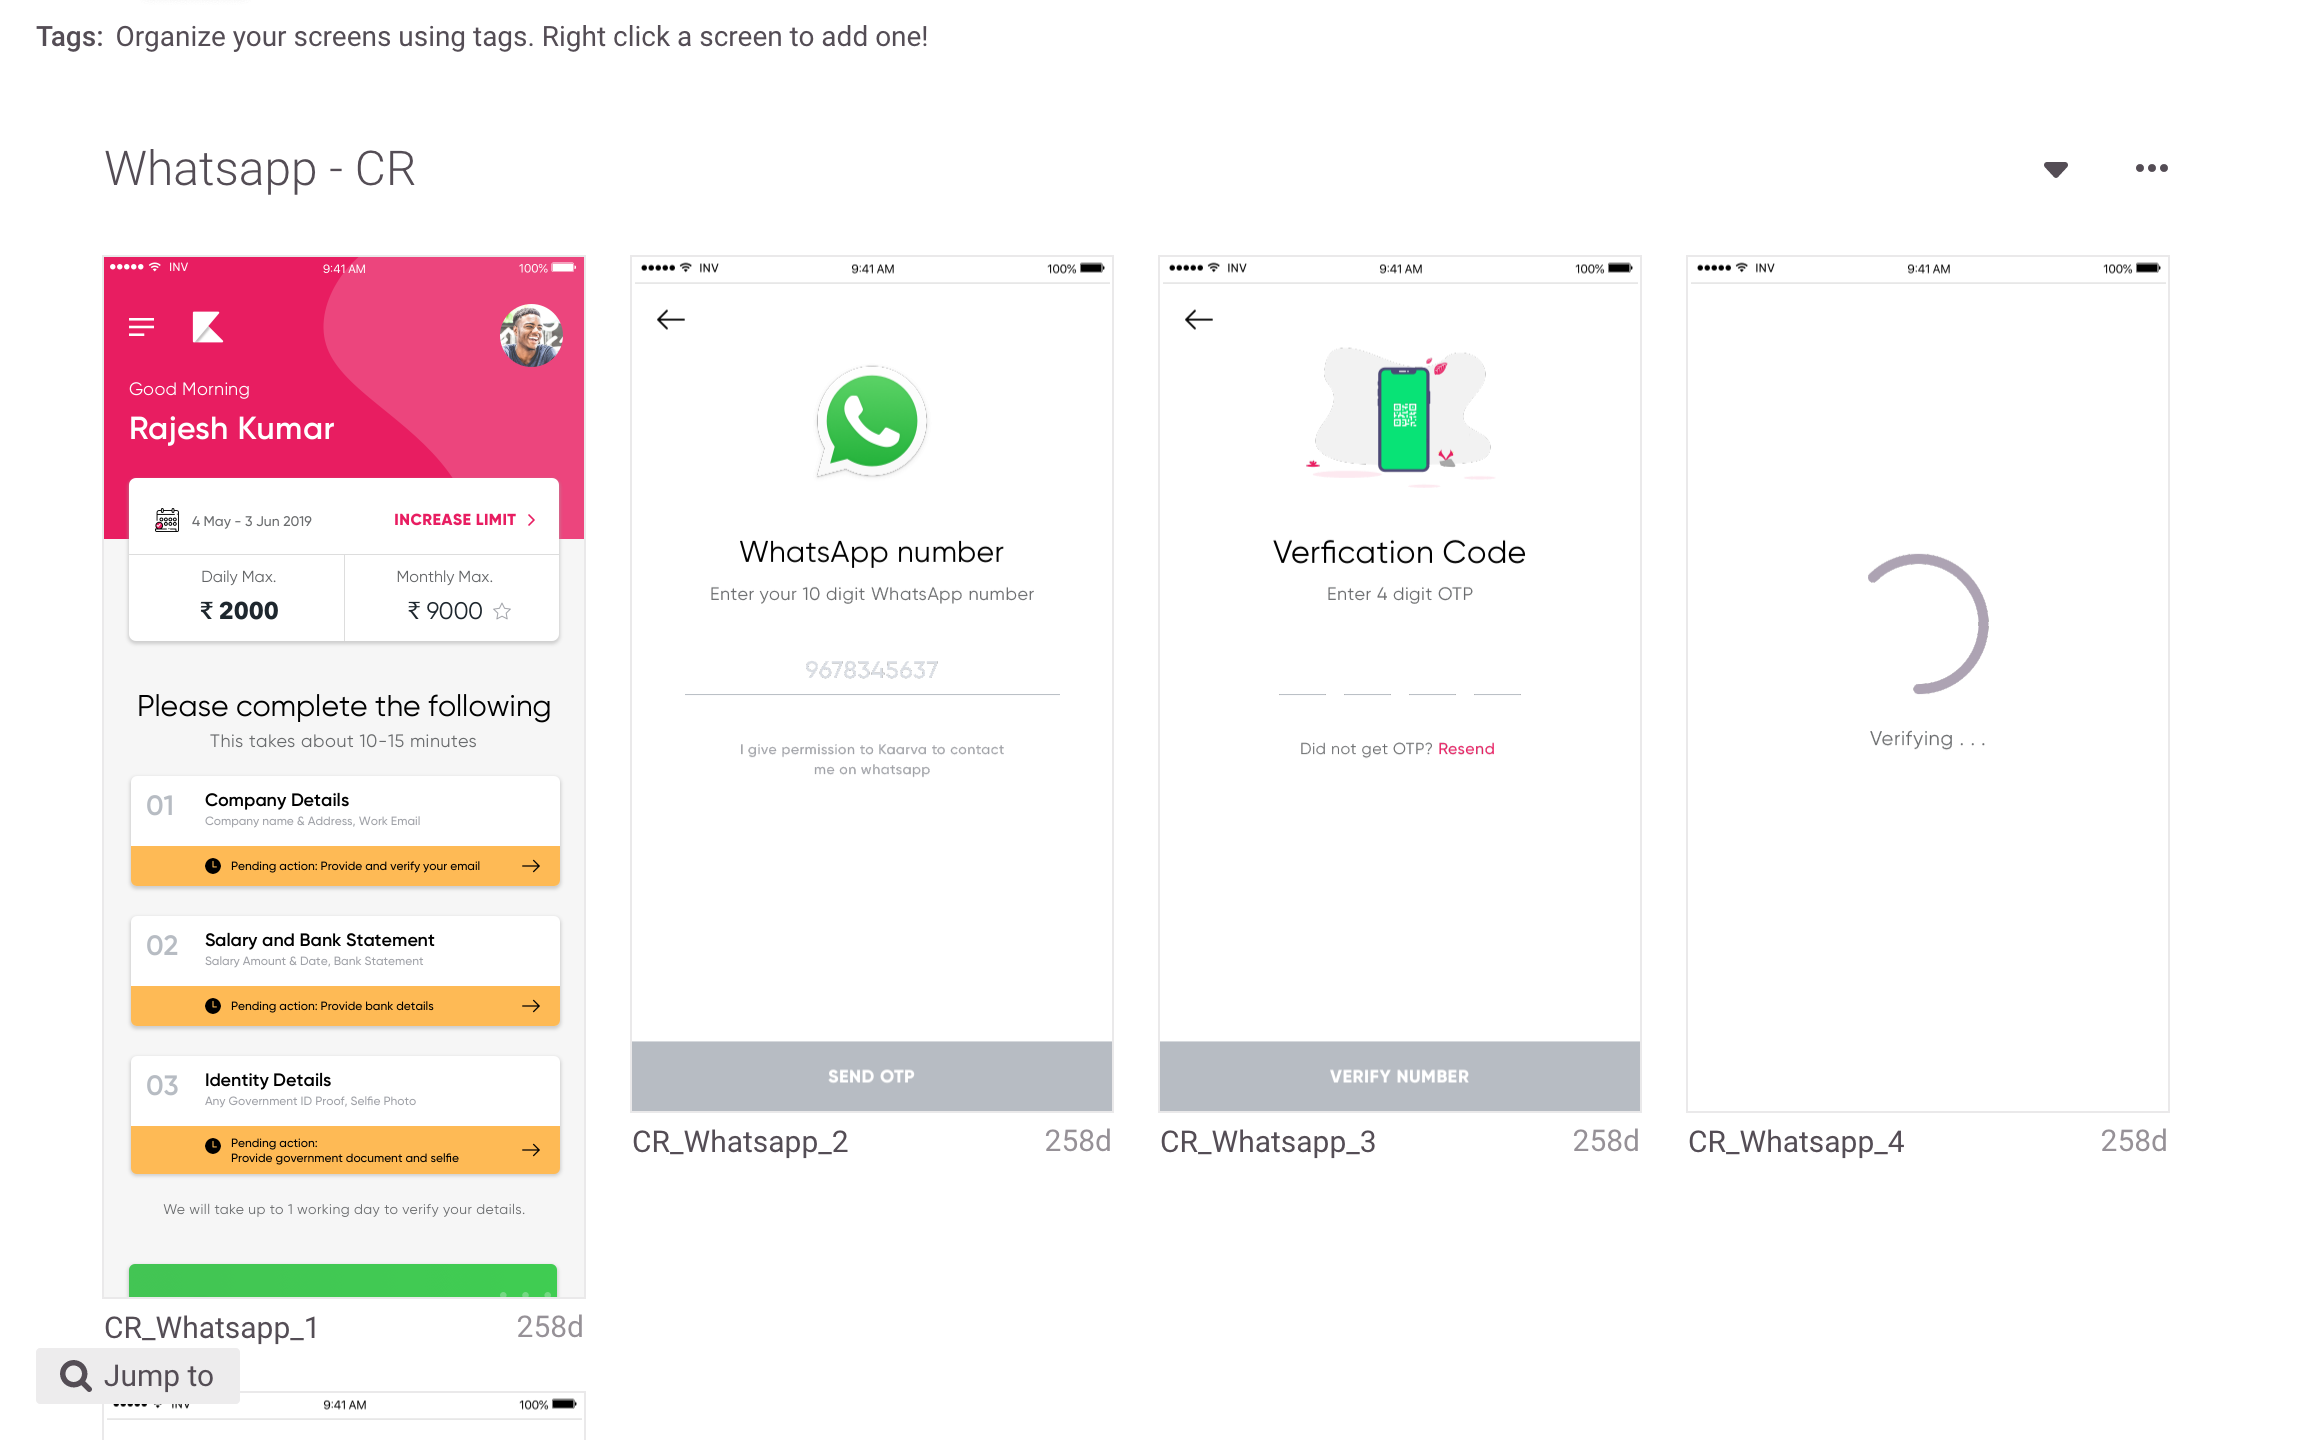 Tags: Organize your screens using tags. Right click a screen to add one!
Whatsapp - CR
INV 9:41 AM 100%
Good Morning
Rajesh Kumar
4 May - 3 Jun 2019 INCREASE LIMIT
Daily Max. Monthly Max.
₹ 2000 ₹ 9000
Please complete the following
This takes about 10-15 minutes
01 Company Details
Company name & Address, Work Email
Pending action: Provide and verify your email
02 Salary and Bank Statement
Salary Amount & Date, Bank Statement
Pending action: Provide bank details
03 Identity Details
Any Government ID Proof, Selfie Photo
Pending action:
Provide government document and selfie
We will take up to 1 working day to verify your details.
CR_Whatsapp_1 258d
INV 9:41 AM 100%
WhatsApp number
Enter your 10 digit WhatsApp number
9678345637
I give permission to Kaarva to contact
me on whatsapp
SEND OTP
CR_Whatsapp_2 258d
INV 9:41 AM 100%
Verfication Code
Enter 4 digit OTP
Did not get OTP? Resend
VERIFY NUMBER
CR_Whatsapp_3 258d
INV 9:41 AM 100%
Verifying . . .
CR_Whatsapp_4 258d
Jump to
INV 9:41 AM 100%